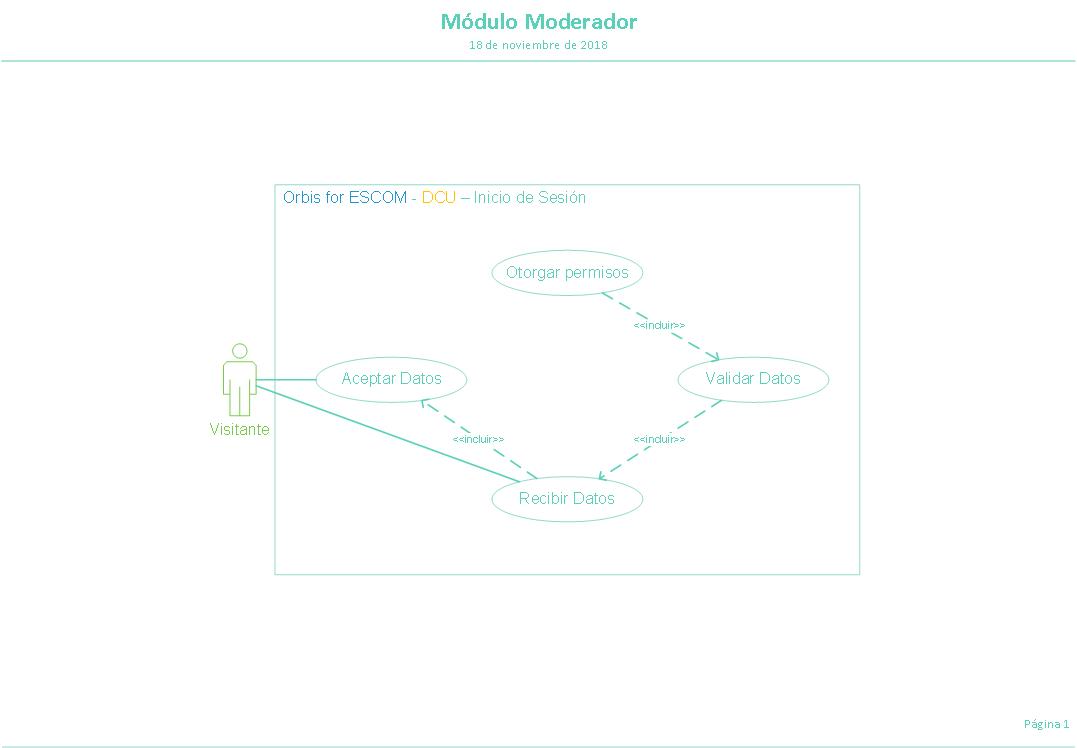 Módulo Moderador
18 de noviembre de 2018
Orbis for ESCOM - DCU – Inicio de Sesión
Otorgar permisos
<<incluir>>
Aceptar Datos
Validar Datos
Visitante
<<incluir>>
<<incluir>>
Recibir Datos
Página 1